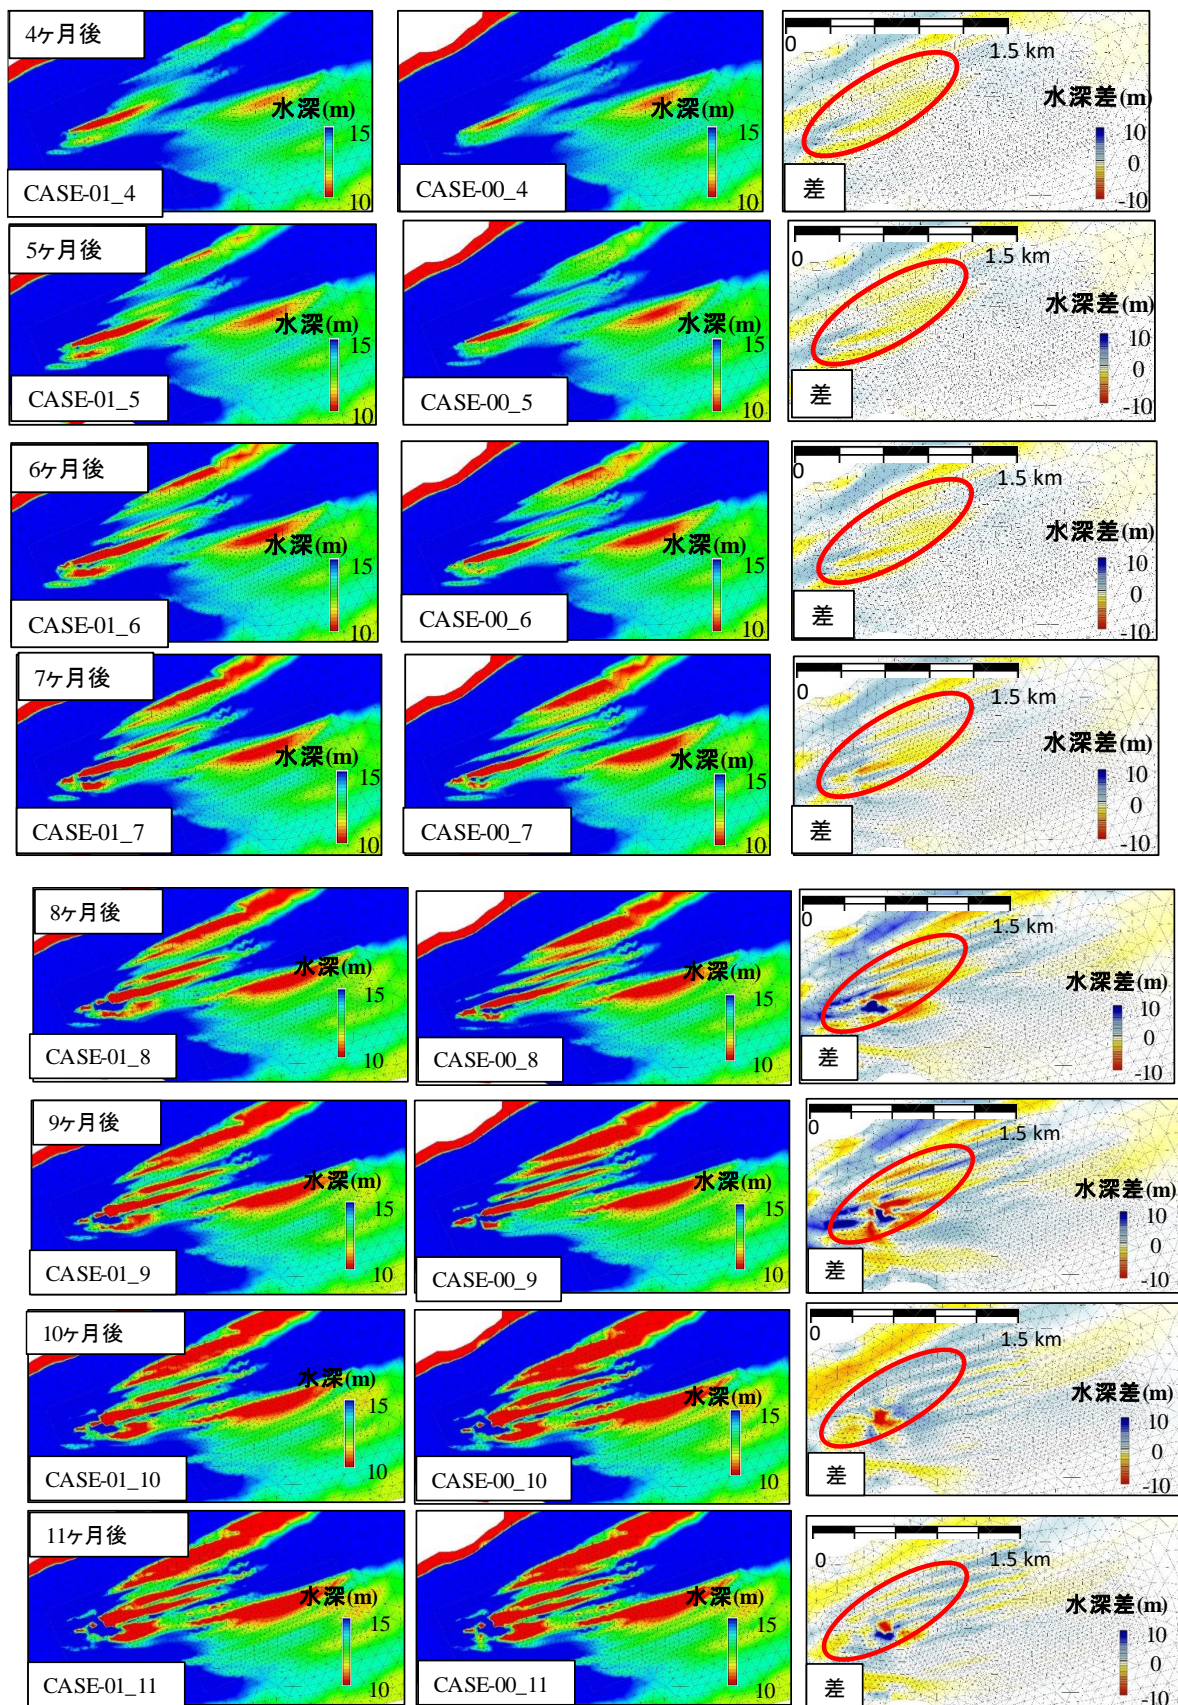 4ヶ月後
水深(m)
15
10
CASE-01_4
水深(m)
15
10
CASE-00_4
0
1.5 km
水深差(m)
10
0
-10
差
5ヶ月後
水深(m)
15
10
CASE-01_5
水深(m)
15
10
CASE-00_5
0
1.5 km
水深差(m)
10
0
-10
差
6ヶ月後
水深(m)
15
10
CASE-01_6
水深(m)
15
10
CASE-00_6
0
1.5 km
水深差(m)
10
0
-10
差
7ヶ月後
水深(m)
15
10
CASE-01_7
水深(m)
15
10
CASE-00_7
0
1.5 km
水深差(m)
10
0
-10
差
8ヶ月後
水深(m)
15
10
CASE-01_8
水深(m)
15
10
CASE-00_8
0
1.5 km
水深差(m)
10
0
-10
差
9ヶ月後
水深(m)
15
10
CASE-01_9
水深(m)
15
10
CASE-00_9
0
1.5 km
水深差(m)
10
0
-10
差
10ヶ月後
水深(m)
15
10
CASE-01_10
水深(m)
15
10
CASE-00_10
0
1.5 km
水深差(m)
10
0
-10
差
11ヶ月後
水深(m)
15
10
CASE-01_11
水深(m)
15
10
CASE-00_11
0
1.5 km
水深差(m)
10
0
-10
差